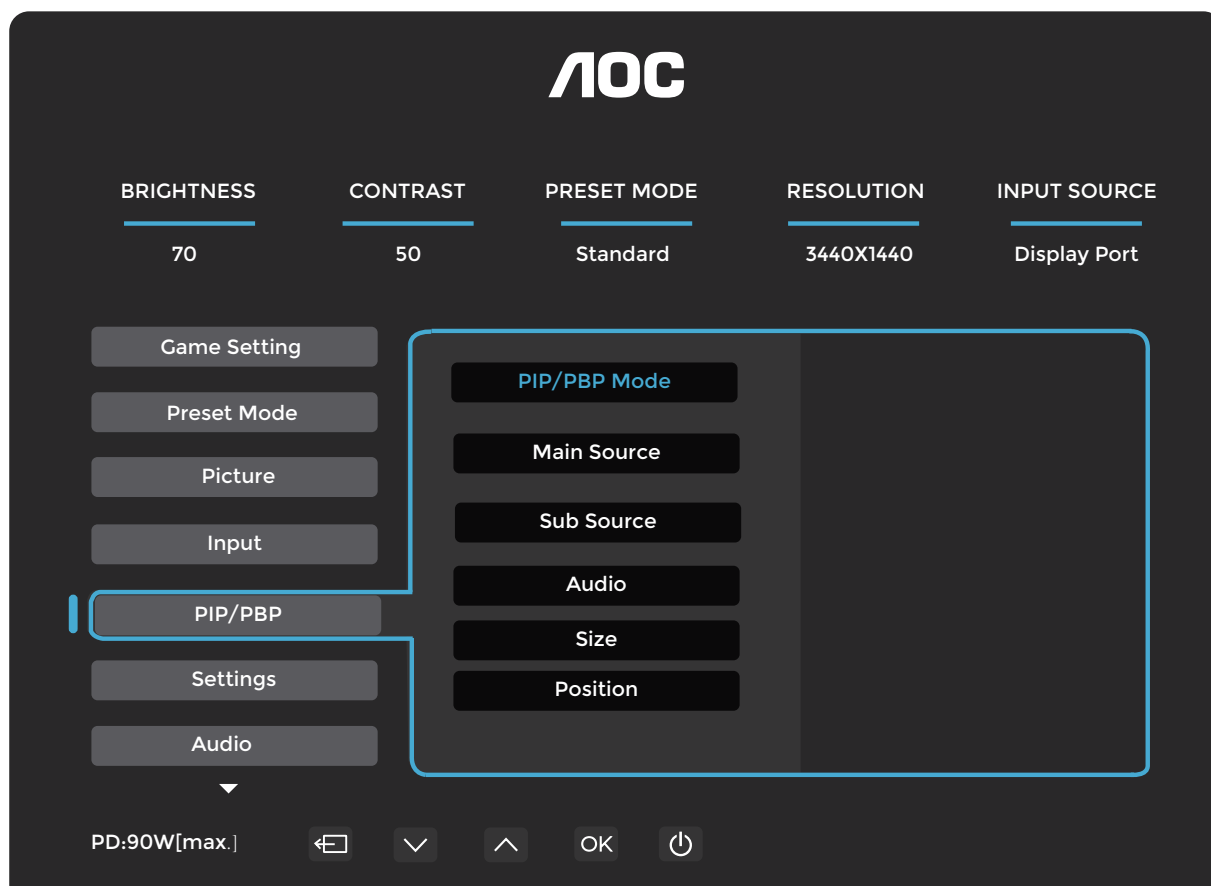 AOC
BRIGHTNESS CONTRAST PRESET MODE RESOLUTION INPUT SOURCE
70 50 Standard 3440X1440 Display Port
Game Setting
Preset Mode
Picture
Input
PIP/PBP
Settings
Audio
PIP/PBP Mode
Main Source
Sub Source
Audio
Size
Position
PD:90W[max.]
OK